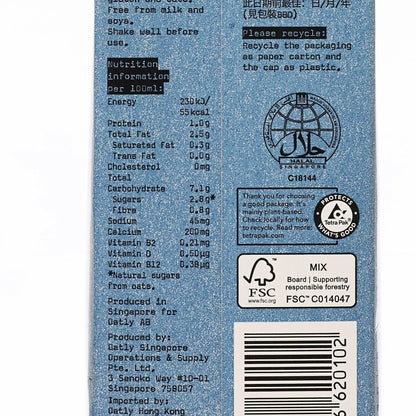 gluten and oats.
Free from milk and
soya.
Shake well before
use.
Nutrition
information
per 100ml:
Energy 230kJ/
55kcal
Protein 1.0g
Total Fat 2.5g
Saturated Fat 0.3g
Trans Fat 0.0g
Cholesterol 0mg
Total
Carbohydrate 7.1g
Sugars 2.8g*
Fibre 0.8g
Sodium 45mg
Calcium 200mg
Vitamin B2 0.21mg
Vitamin D 0.50µg
Vitamin B12 0.38µg
*Natural sugars
from oats.
Produced in
Singapore for
Oatly AB
Produced by:
Oatly Singapore
Operations & Supply
Pte. Ltd.
3 Senoko Way #10-01
Singapore 758057
Imported by:
Oatly Hong Kong
此日期前最佳：日/月/年
(見包裝BBD)
Please recycle:
Recycle the packaging
as paper carton and
the cap as plastic.
حلال
HALAL
SINGAPORE
C18144
Thank you for choosing
a good package. It's
mainly plant-based.
Check locally for how
to recycle. Read more:
tetrapak.com
PROTECTS
Tetra Pak
WHAT'S GOOD
FSC
www.fsc.org
MIX
Board | Supporting
responsible forestry
FSC™ C014047
620102